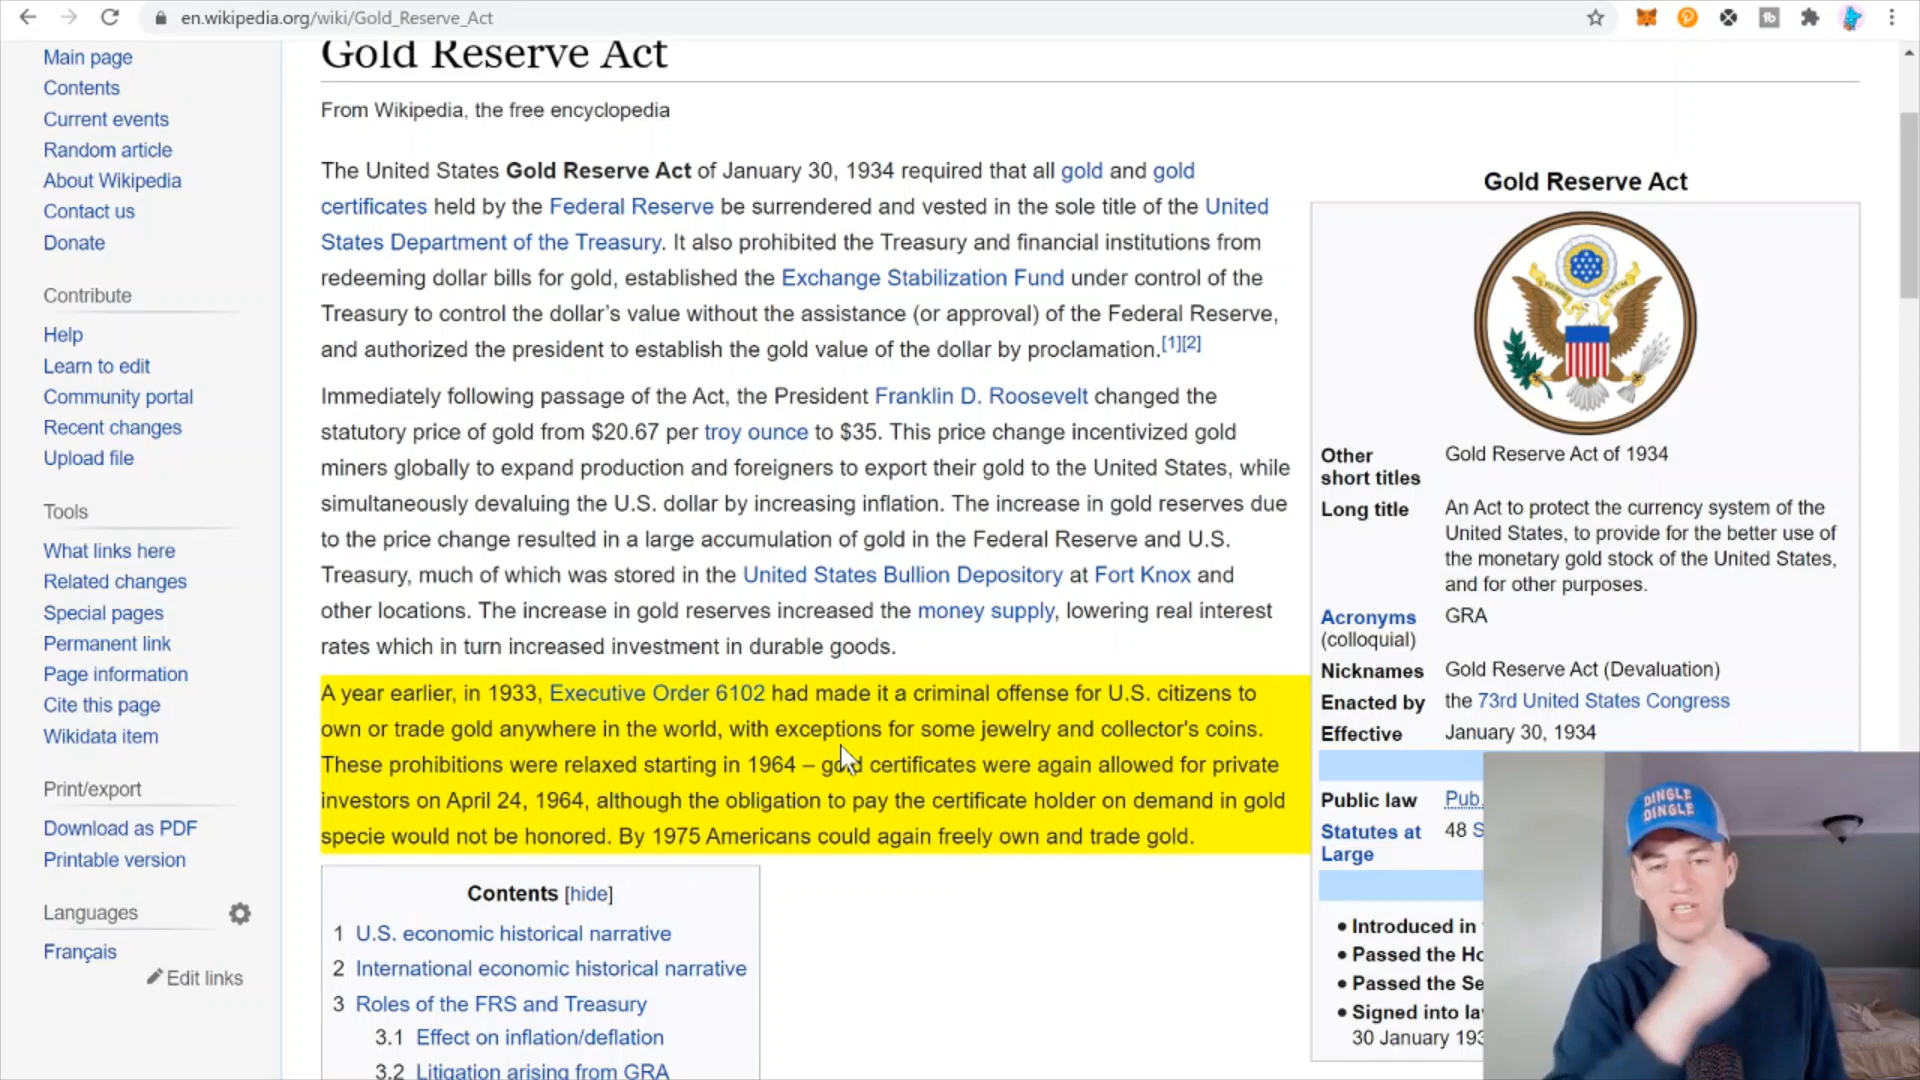 en.wikipedia.org/wiki/Gold_Reserve_Act
Main page
Contents
Current events
Random article
About Wikipedia
Contact us
Donate
Contribute
Help
Learn to edit
Community portal
Recent changes
Upload file
Tools
What links here
Related changes
Special pages
Permanent link
Page information
Cite this page
Wikidata item
Print/export
Download as PDF
Printable version
Languages
Français
Edit links
Gold Reserve Act
From Wikipedia, the free encyclopedia
The United States Gold Reserve Act of January 30, 1934 required that all gold and gold
certificates held by the Federal Reserve be surrendered and vested in the sole title of the United
States Department of the Treasury. It also prohibited the Treasury and financial institutions from
redeeming dollar bills for gold, established the Exchange Stabilization Fund under control of the
Treasury to control the dollar's value without the assistance (or approval) of the Federal Reserve,
and authorized the president to establish the gold value of the dollar by proclamation.[1][2]
Immediately following passage of the Act, the President Franklin D. Roosevelt changed the
statutory price of gold from $20.67 per troy ounce to $35. This price change incentivized gold
miners globally to expand production and foreigners to export their gold to the United States, while
simultaneously devaluing the U.S. dollar by increasing inflation. The increase in gold reserves due
to the price change resulted in a large accumulation of gold in the Federal Reserve and U.S.
Treasury, much of which was stored in the United States Bullion Depository at Fort Knox and
other locations. The increase in gold reserves increased the money supply, lowering real interest
rates which in turn increased investment in durable goods.
A year earlier, in 1933, Executive Order 6102 had made it a criminal offense for U.S. citizens to
own or trade gold anywhere in the world, with exceptions for some jewelry and collector's coins.
These prohibitions were relaxed starting in 1964 – gold certificates were again allowed for private
investors on April 24, 1964, although the obligation to pay the certificate holder on demand in gold
specie would not be honored. By 1975 Americans could again freely own and trade gold.
Contents [hide]
1 U.S. economic historical narrative
2 International economic historical narrative
3 Roles of the FRS and Treasury
3.1 Effect on inflation/deflation
3.2 Litigation arising from GRA
Gold Reserve Act
Other short titles Gold Reserve Act of 1934
Long title An Act to protect the currency system of the
United States, to provide for the better use of
the monetary gold stock of the United States,
and for other purposes.
Acronyms GRA
(colloquial)
Nicknames Gold Reserve Act (Devaluation)
Enacted by the 73rd United States Congress
Effective January 30, 1934
Public law Pub.
Statutes at 48 S
Large
• Introduced in
• Passed the Ho
• Passed the Se
• Signed into la
30 January 193
DINGLE
DINGLE